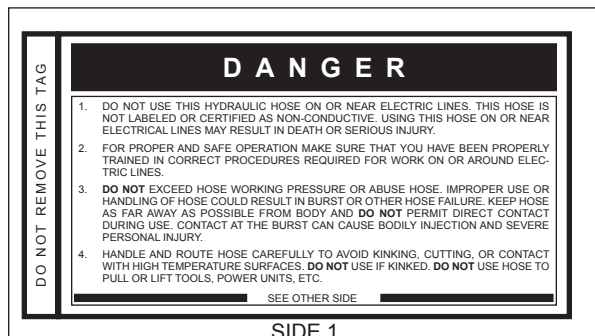 DO NOT REMOVE THIS TAG
DANGER
1. DO NOT USE THIS HYDRAULIC HOSE ON OR NEAR ELECTRIC LINES. THIS HOSE IS
NOT LABELED OR CERTIFIED AS NON-CONDUCTIVE. USING THIS HOSE ON OR NEAR
ELECTRICAL LINES MAY RESULT IN DEATH OR SERIOUS INJURY.
2. FOR PROPER AND SAFE OPERATION MAKE SURE THAT YOU HAVE BEEN PROPERLY
TRAINED IN CORRECT PROCEDURES REQUIRED FOR WORK ON OR AROUND ELEC-
TRIC LINES.
3. DO NOT EXCEED HOSE WORKING PRESSURE OR ABUSE HOSE. IMPROPER USE OR
HANDLING OF HOSE COULD RESULT IN BURST OR OTHER HOSE FAILURE. KEEP HOSE
AS FAR AWAY AS POSSIBLE FROM BODY AND DO NOT PERMIT DIRECT CONTACT
DURING USE. CONTACT AT THE BURST CAN CAUSE BODILY INJECTION AND SEVERE
PERSONAL INJURY.
4. HANDLE AND ROUTE HOSE CAREFULLY TO AVOID KINKING, CUTTING, OR CONTACT
WITH HIGH TEMPERATURE SURFACES. DO NOT USE IF KINKED. DO NOT USE HOSE TO
PULL OR LIFT TOOLS, POWER UNITS, ETC.
SEE OTHER SIDE
SIDE 1